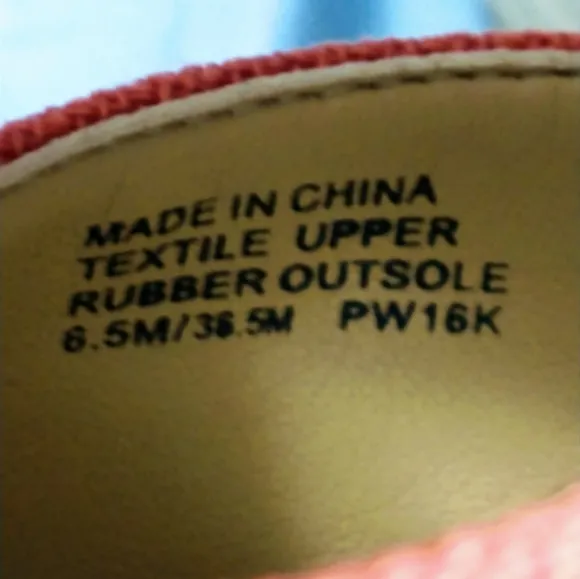 MADE IN CHINA
TEXTILE UPPER
RUBBER OUTSOLE
6.5M/36.5M PW16K